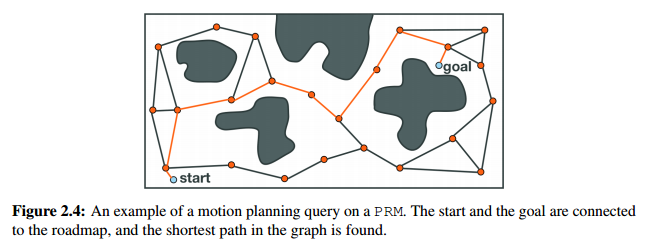 goal
start
Figure 2.4: An example of a motion planning query on a PRM. The start and the goal are connected
to the roadmap, and the shortest path in the graph is found.